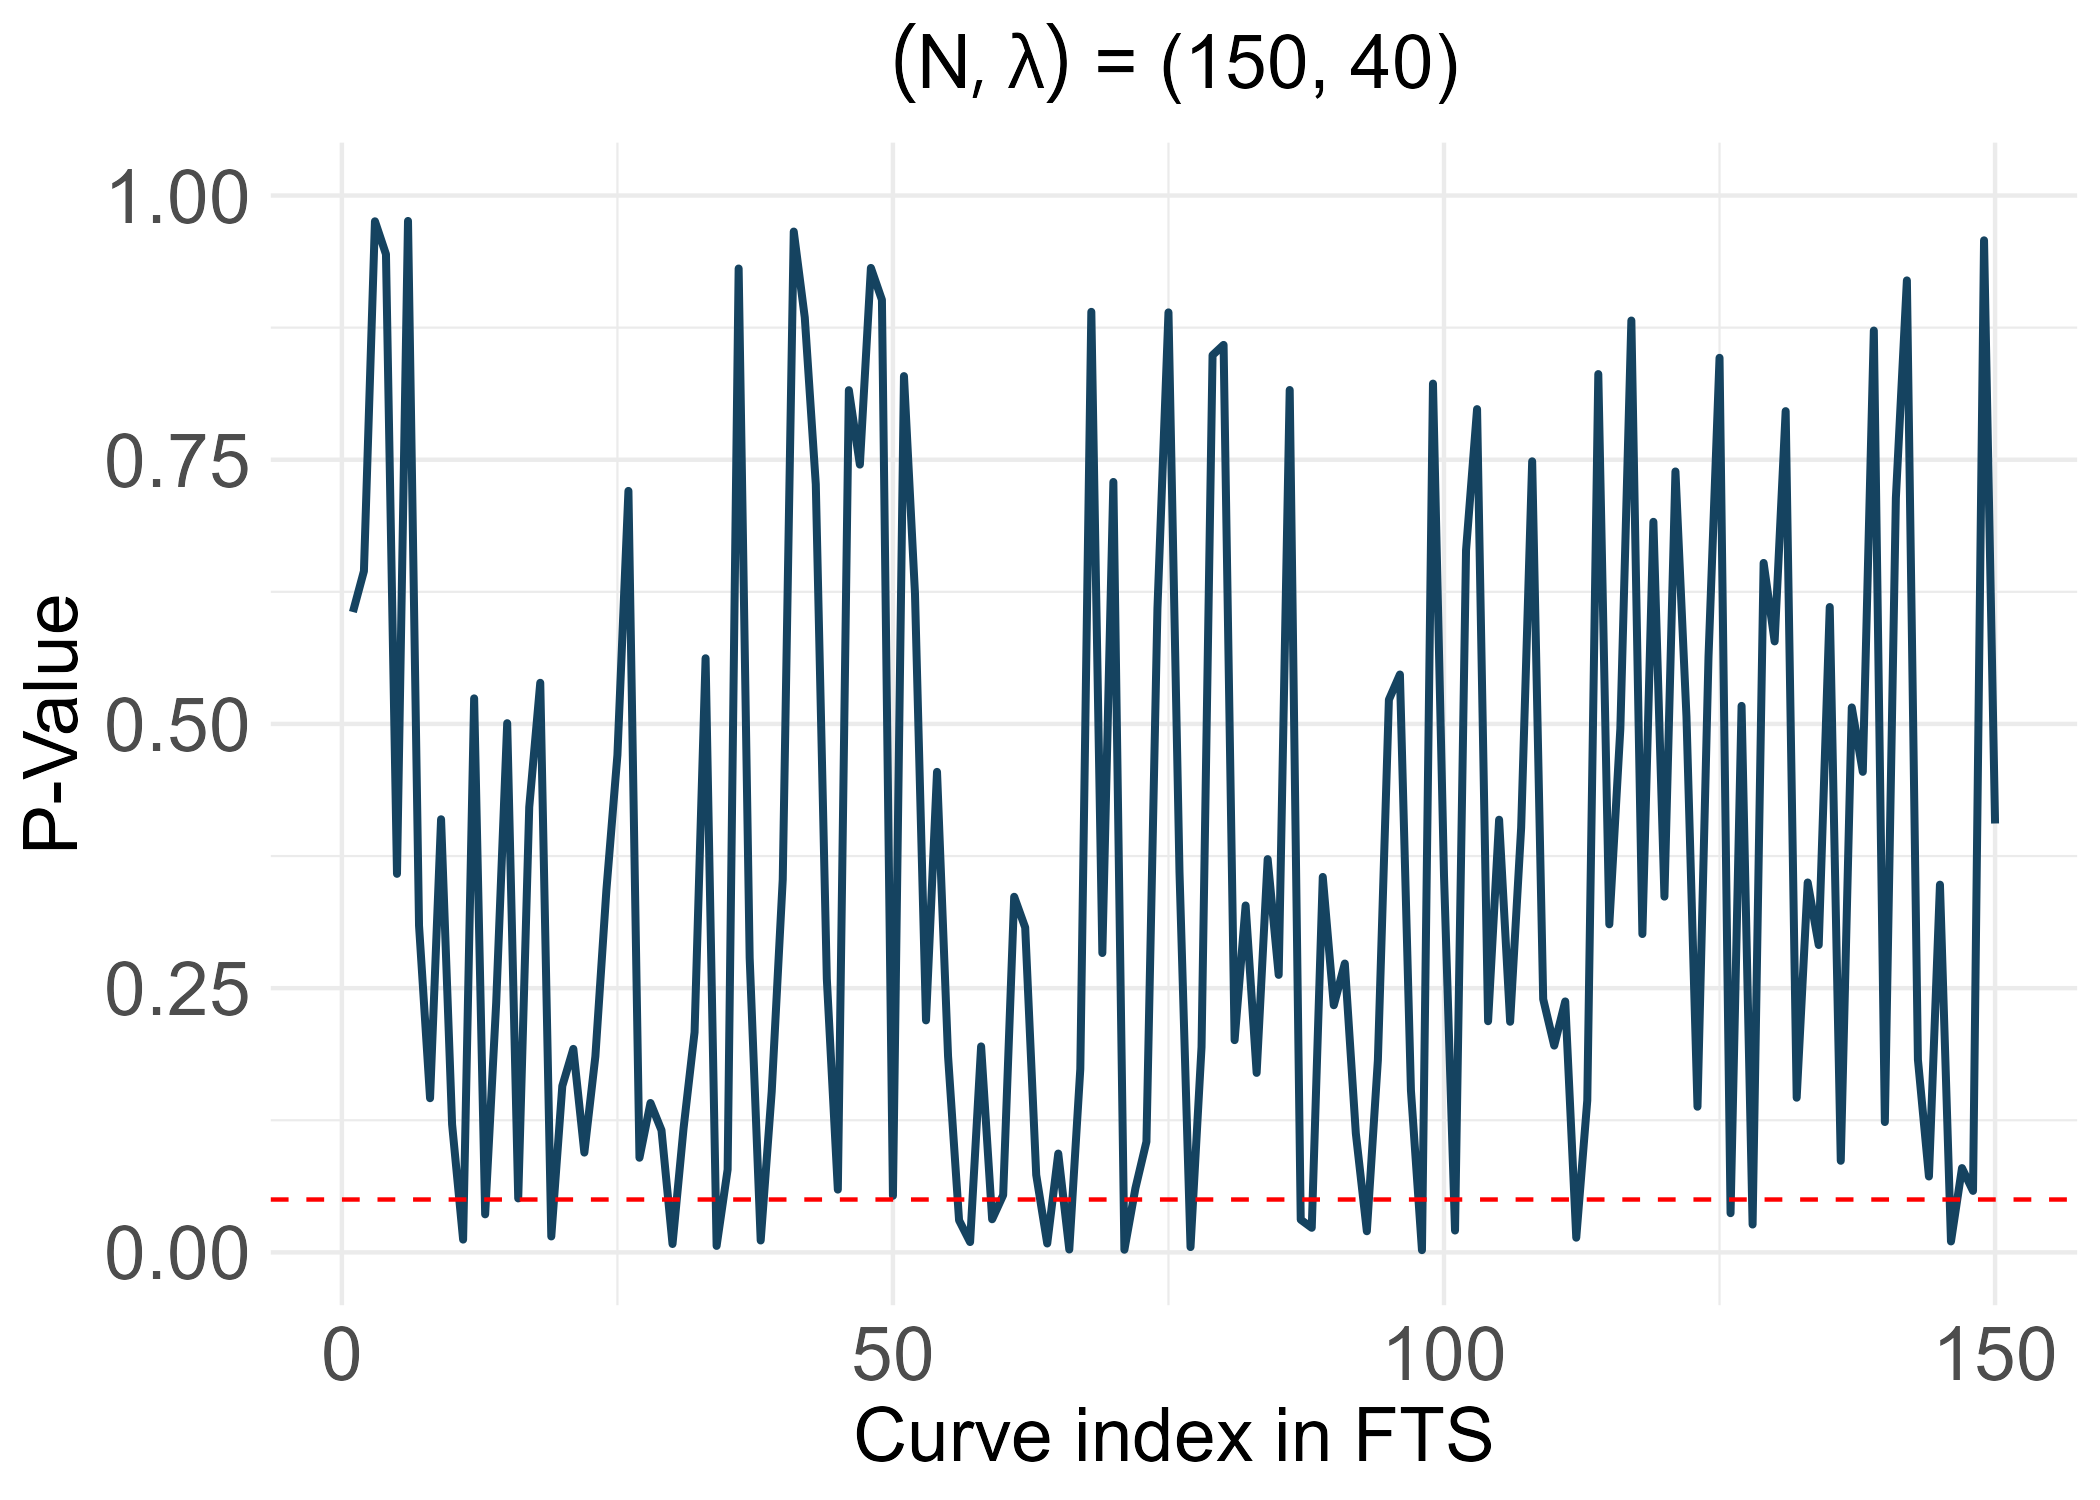 (N, λ) = (150, 40)
1.00
0.75
0.50
0.25
0.00
P-Value
0 50 100 150
Curve index in FTS